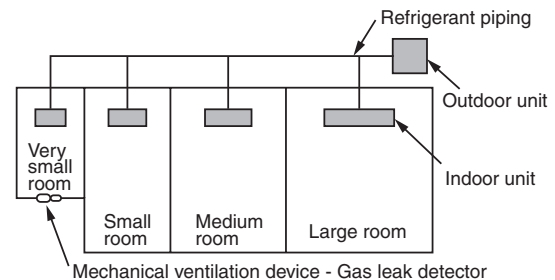 Refrigerant piping
Outdoor unit
Indoor unit
Very
small
room
Small
room
Medium
room
Large room
Mechanical ventilation device - Gas leak detector